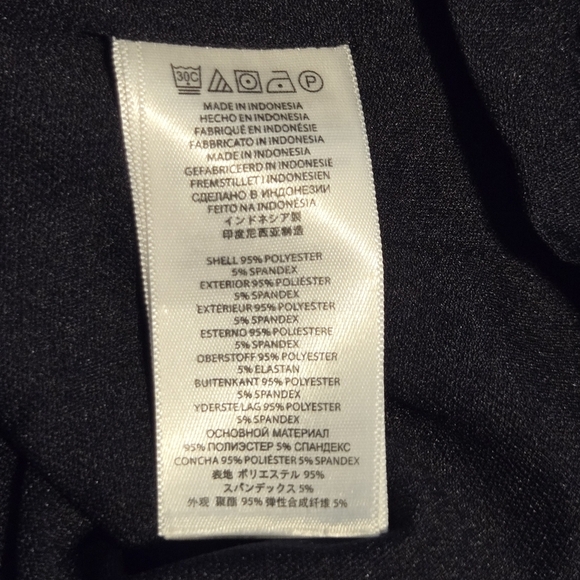 30C P
MADE IN INDONESIA
HECHO EN INDONESIA
FABRIQUÉ EN INDONÉSIE
FABBRICATO IN INDONESIA
MADE IN INDONESIA
GEFABRICEERD IN INDONESIE
FREMSTILLET I INDONESIEN
СДЕЛАНО В ИНДОНЕЗИИ
FEITO NA INDONÉSIA
インドネシア製
印度尼西亚制造
SHELL 95% POLYESTER
5% SPANDEX
EXTERIOR 95% POLYESTER
5% SPANDEX
EXTÉRIEUR 95% POLYESTER
5% SPANDEX
ESTERNO 95% POLIESTERE
5% SPANDEX
OBERSTOFF 95% POLYESTER
5% ELASTAN
BUITENKANT 95% POLYESTER
5% SPANDEX
YDERSTE LAG 95% POLYESTER
5% SPANDEX
ОСНОВНОЙ МАТЕРИАЛ
95% ПОЛИЭСТЕР 5% СПАНДЕКС
CONCHA 95% POLIÉSTER 5% SPANDEX
表地 ポリエステル 95%
スパンデックス 5%
外观 聚酯 95% 弹性合成纤维 5%